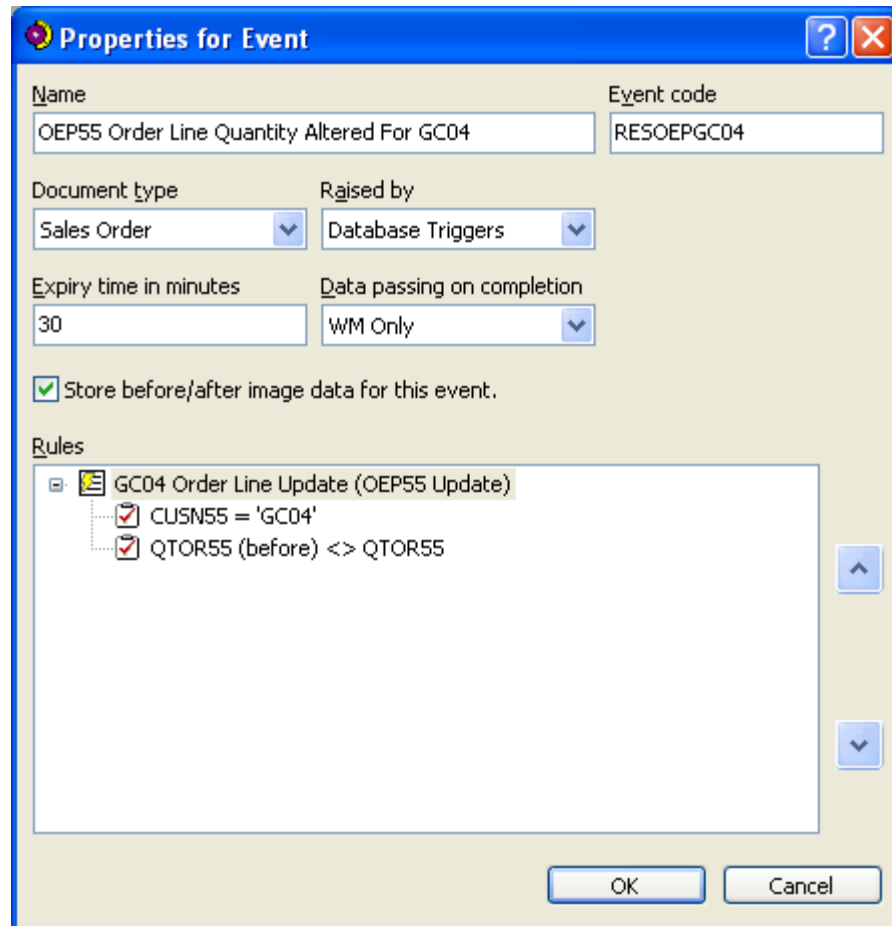 Properties for Event
Name Event code
OEP55 Order Line Quantity Altered For GC04 RESOEPGC04
Document type Raised by
Sales Order Database Triggers
Expiry time in minutes Data passing on completion
30 WM Only
Store before/after image data for this event.
Rules
GC04 Order Line Update (OEP55 Update)
CUSN55 = 'GC04'
QTOR55 (before) <> QTOR55
OK Cancel